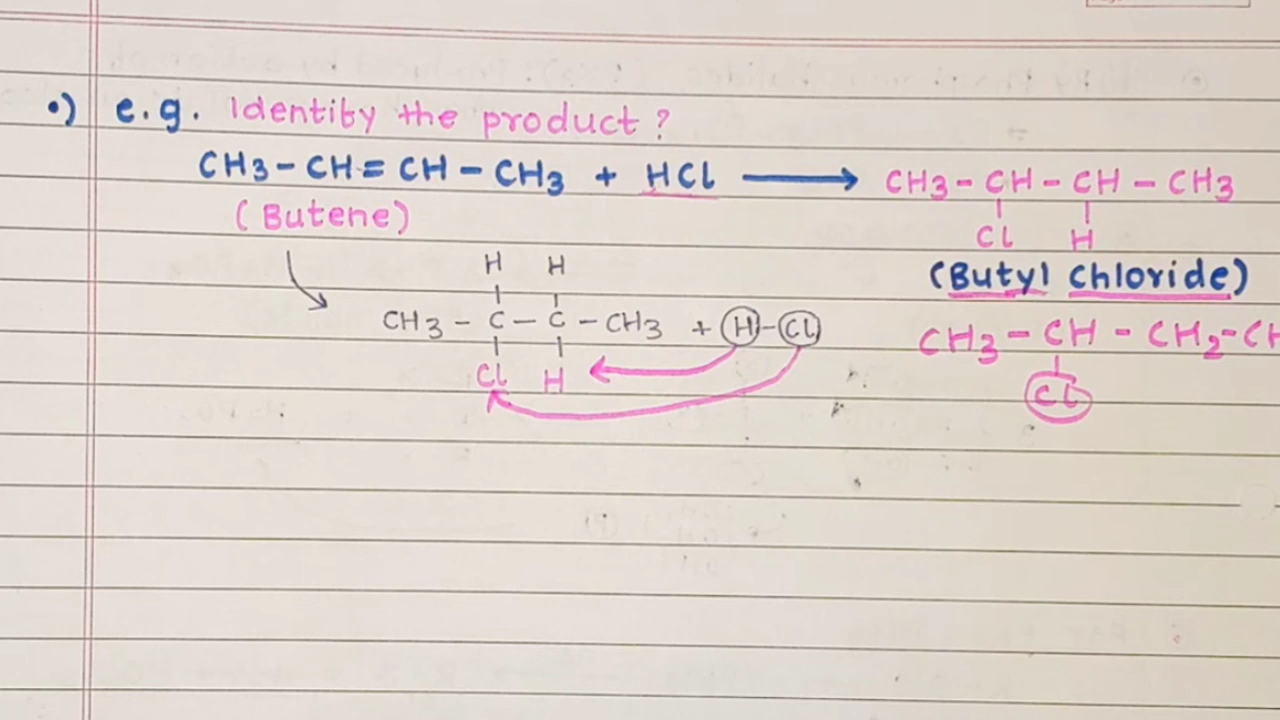 •) e.g. Identify the product ?
CH3-CH=CH-CH3 + HCl ⟶ CH3-CH-CH-CH3
Cl H
(Butene)
(Butyl chloride)
H H
CH3-C-C-CH3 + H-Cl
Cl H
CH3-CH-CH2-CH
Cl